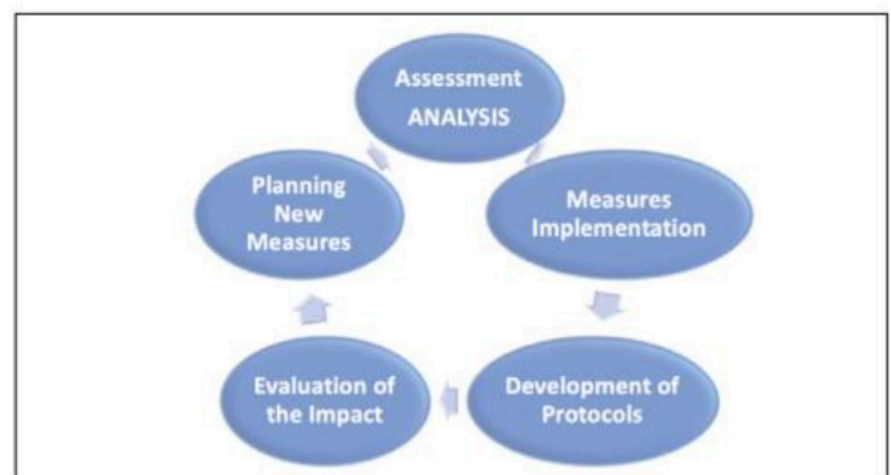 Assessment
ANALYSIS
Measures
Implementation
Development of
Protocols
Evaluation of
the Impact
Planning
New
Measures